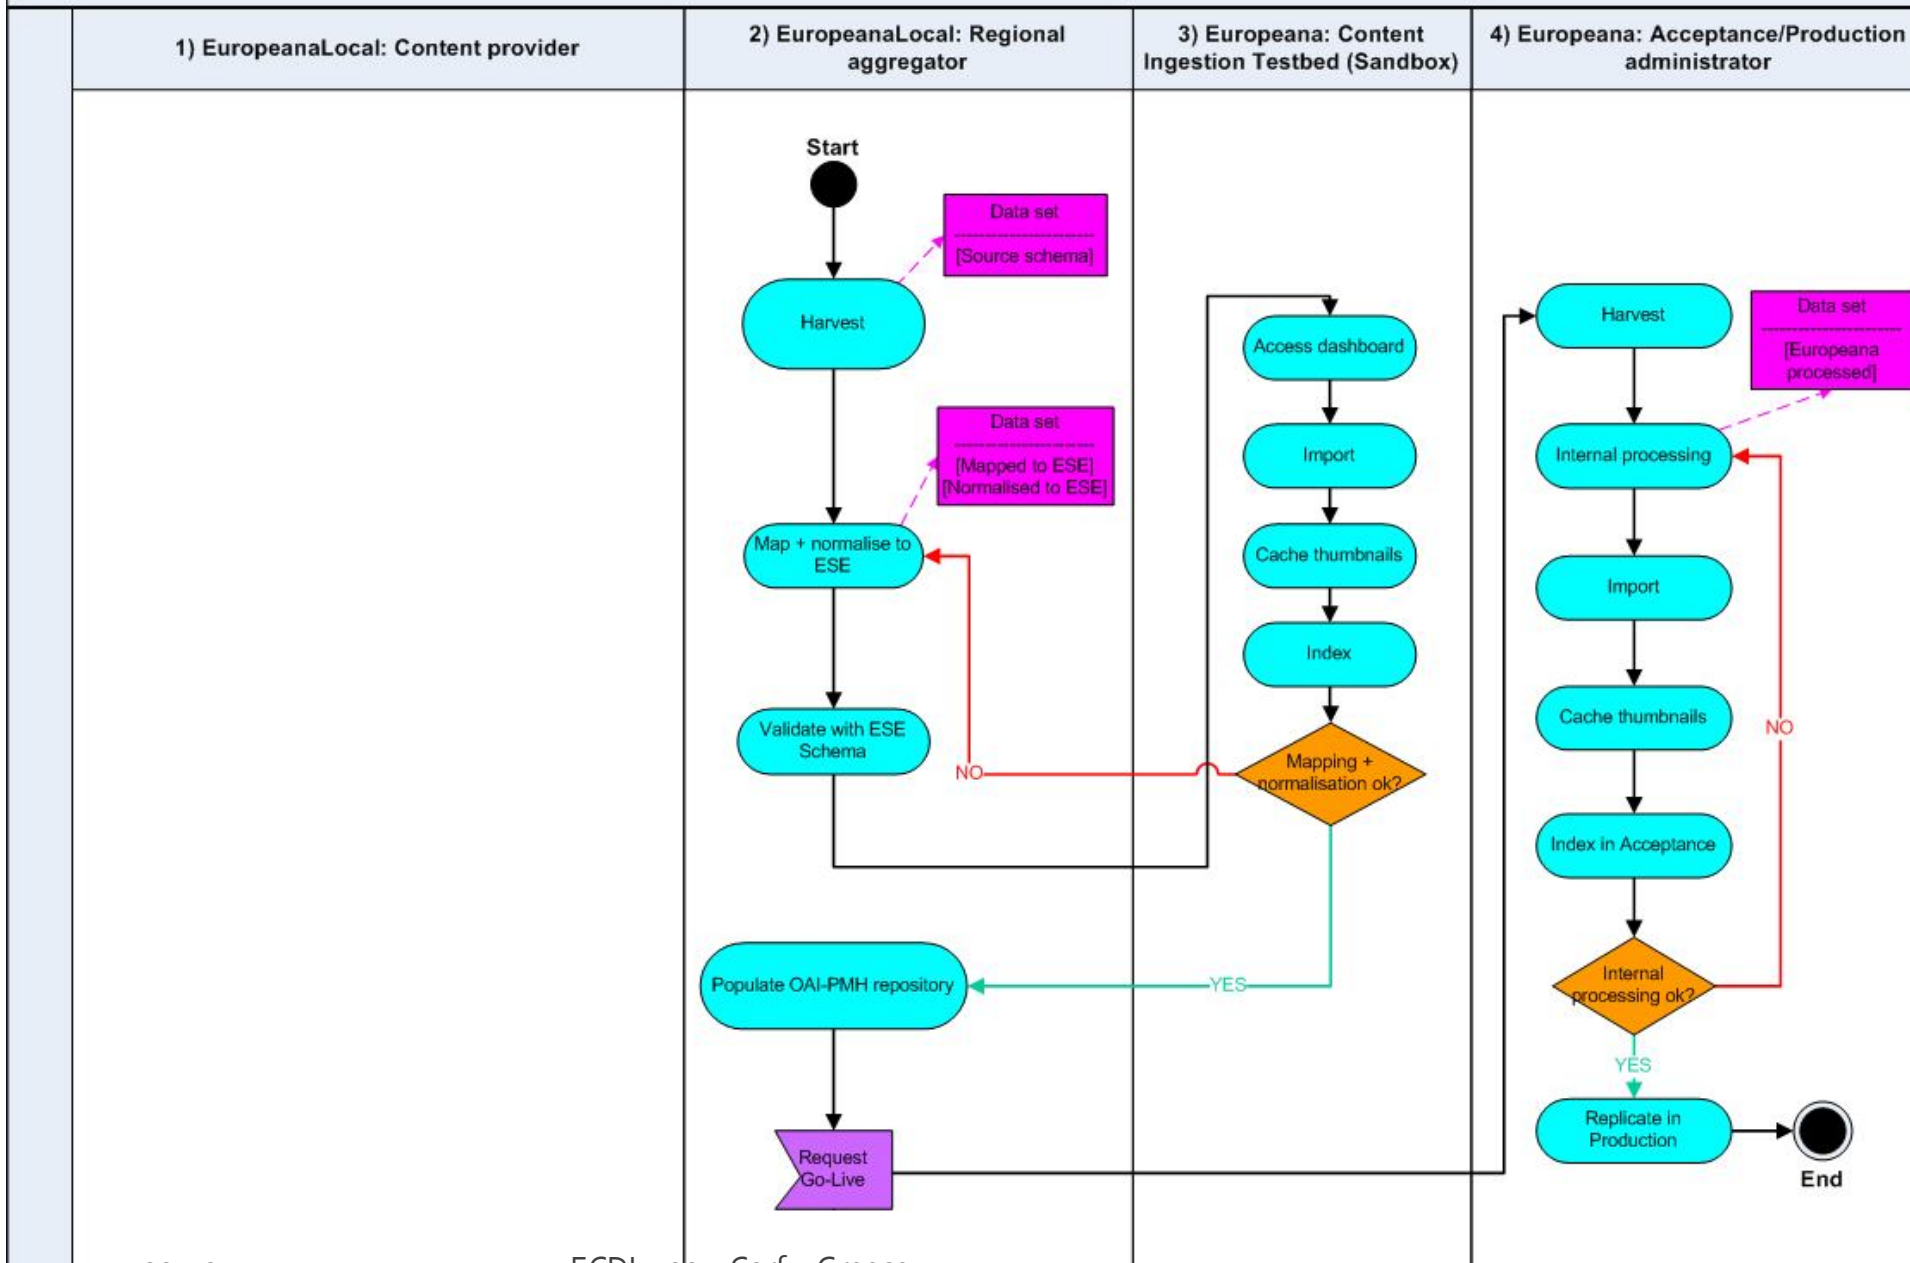 1) EuropeanaLocal: Content provider
2) EuropeanaLocal: Regional
aggregator
3) Europeana: Content
Ingestion Testbed (Sandbox)
4) Europeana: Acceptance/Production
administrator
Start
Data set
[Source schema]
Harvest
Data set
[Mapped to ESE]
[Normalised to ESE]
Map + normalise to
ESE
Validate with ESE
Schema
NO
Populate OAI-PMH repository
Request
Go-Live
Access dashboard
Import
Cache thumbnails
Index
Mapping +
normalisation ok?
YES
Harvest
Data set
[Europeana
processed]
Internal processing
Import
Cache thumbnails
NO
Index in Acceptance
Internal
processing ok?
YES
Replicate in
Production
End